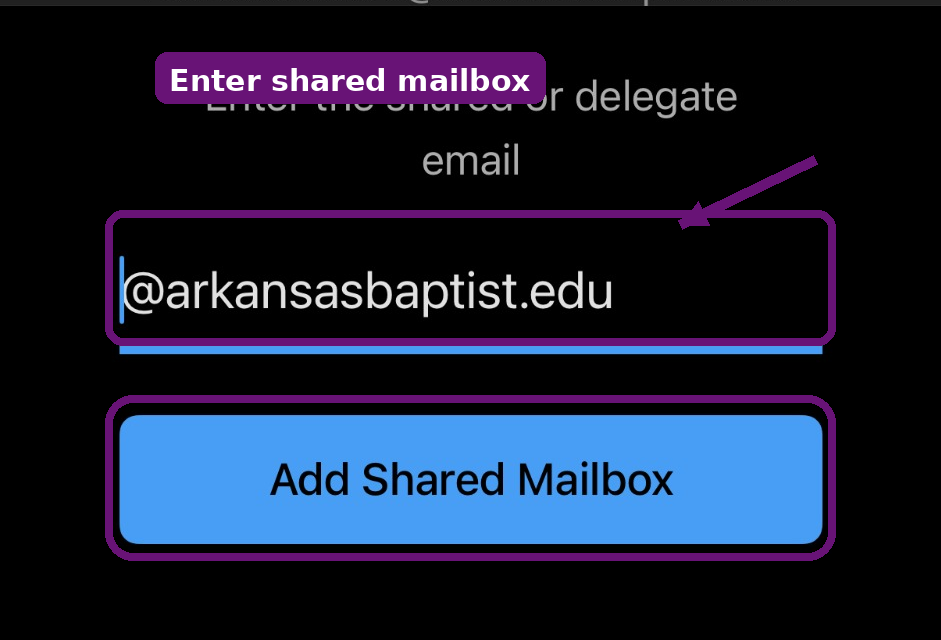 Enter shared mailbox
Enter the shared or delegate
email
@arkansasbaptist.edu
Add Shared Mailbox